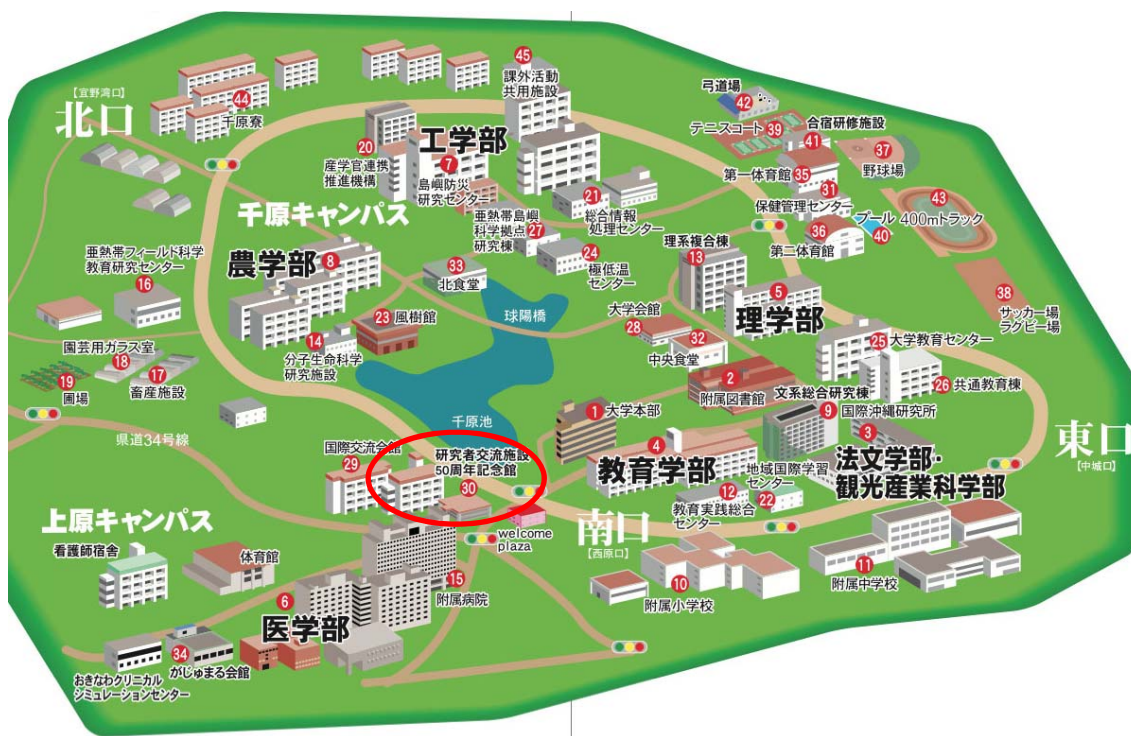 45
課外活動
共用施設
弓道場
42
【宜野湾口】
北口
44
千原寮
テニスコート
39
合宿研修施設
41
37
野球場
20
産学官連携
推進機構
工学部
7
島嶼防災
研究センター
第一体育館
35
31
保健管理センター
43
400mトラック
プール
40
21
総合情報
処理センター
千原キャンパス
亜熱帯島嶼
科学拠点
27
研究棟
36
第二体育館
24
極低温
センター
理系複合棟
13
亜熱帯フィールド科学
教育研究センター
16
農学部
8
33
北食堂
5
理学部
38
サッカー場
ラグビー場
球陽橋
大学会館
28
23
風樹館
14
分子生命科学
研究施設
32
中央食堂
25
大学教育センター
園芸用ガラス室
18
17
畜産施設
19
圃場
2
附属図書館
26
共通教育棟
文系総合研究棟
9
国際沖縄研究所
1
大学本部
千原池
3
法文学部・
観光産業科学部
東口
【中城口】
県道34号線
国際交流会館
29
研究者交流施設
50周年記念館
30
4
教育学部
地域国際学習
センター
22
12
教育実践総合
センター
上原キャンパス
welcome
plaza
南口
【西原口】
看護師宿舎
体育館
15
附属病院
10
附属小学校
11
附属中学校
6
医学部
34
がじゅまる会館
おきなわクリニカル
シミュレーションセンター